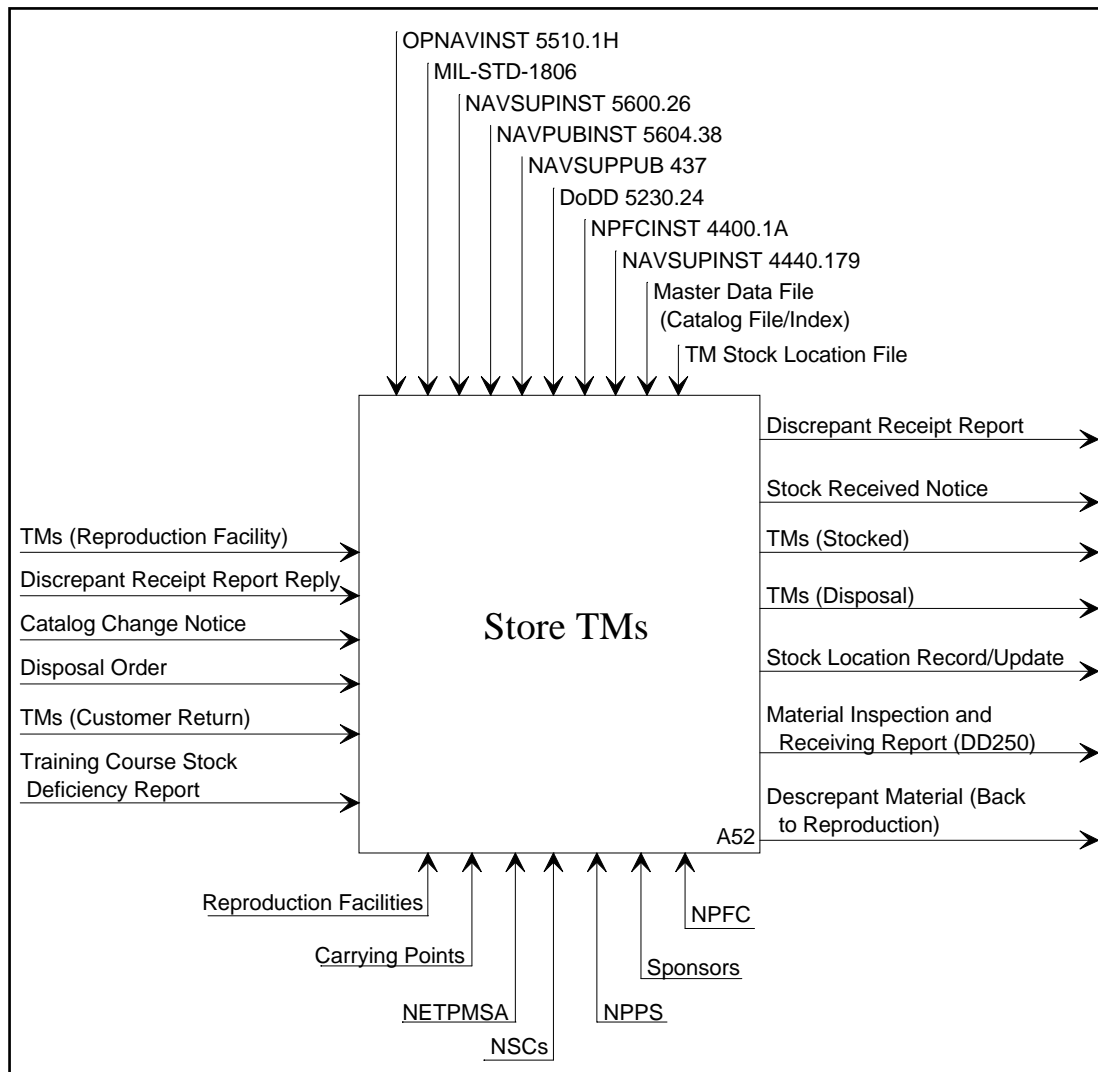 OPNAVINST 5510.1H
MIL-STD-1806
NAVSUPINST 5600.26
NAVPUBINST 5604.38
NAVSUPPUB 437
DoDD 5230.24
NPFCINST 4400.1A
NAVSUPINST 4440.179
Master Data File
(Catalog File/Index)
TM Stock Location File
TMs (Reproduction Facility)
Discrepant Receipt Report Reply
Catalog Change Notice
Disposal Order
TMs (Customer Return)
Training Course Stock
Deficiency Report
Store TMs
A52
Discrepant Receipt Report
Stock Received Notice
TMs (Stocked)
TMs (Disposal)
Stock Location Record/Update
Material Inspection and
Receiving Report (DD250)
Descrepant Material (Back
to Reproduction)
Reproduction Facilities
Carrying Points
NETPMSA
NSCs
NPPS
Sponsors
NPFC